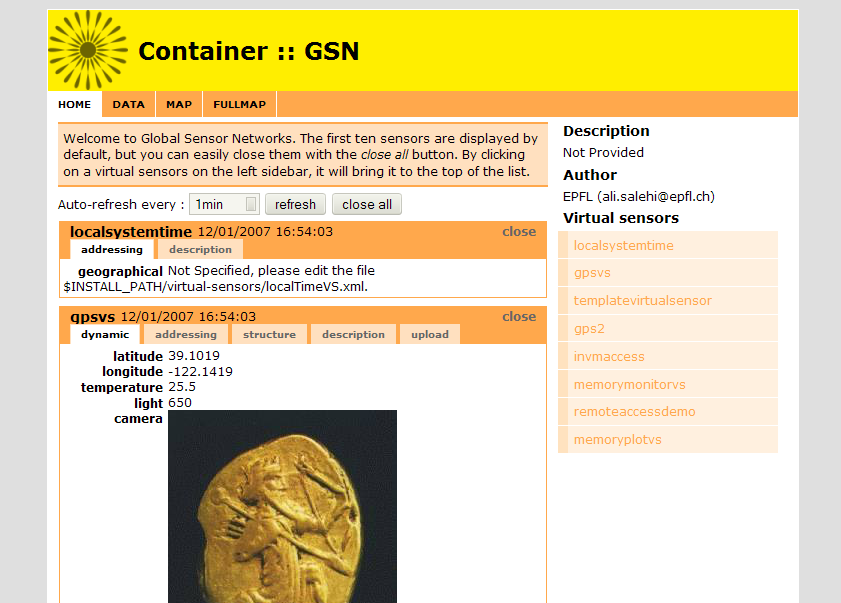 Container :: GSN
HOME DATA MAP FULLMAP
Welcome to Global Sensor Networks. The first ten sensors are displayed by
default, but you can easily close them with the close all button. By clicking
on a virtual sensors on the left sidebar, it will bring it to the top of the list.
Auto-refresh every : 1min refresh close all
localsystemtime 12/01/2007 16:54:03 close
addressing description
geographical Not Specified, please edit the file
$INSTALL_PATH/virtual-sensors/localTimeVS.xml.
gpsvs 12/01/2007 16:54:03 close
dynamic addressing structure description upload
latitude 39.1019
longitude -122.1419
temperature 25.5
light 650
camera
Description
Not Provided
Author
EPFL (ali.salehi@epfl.ch)
Virtual sensors
localsystemtime
gpsvs
templatevirtualsensor
gps2
invmaccess
memorymonitorvs
remoteaccessdemo
memoryplotvs